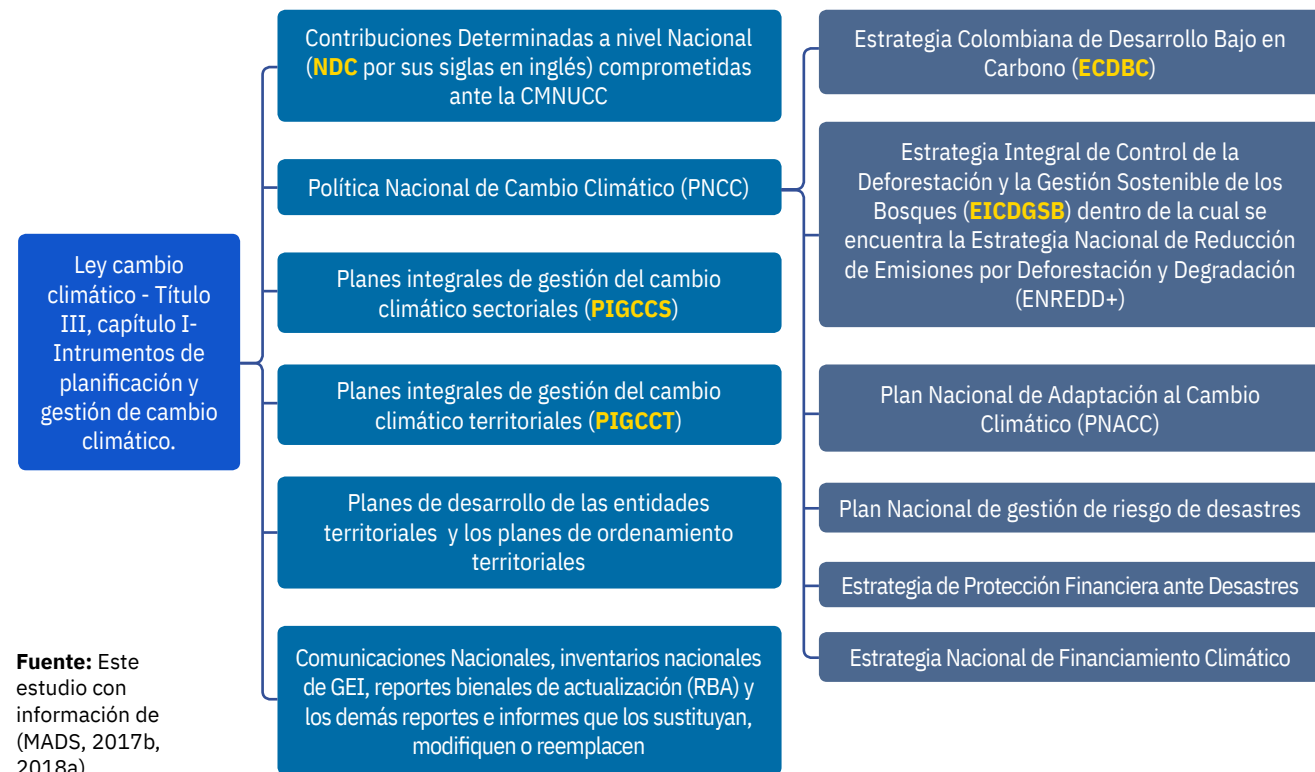 Ley cambio
climático - Título
III, capítulo I-
Intrumentos de
planificación y
gestión de cambio
climático.
Contribuciones Determinadas a nivel Nacional
(NDC por sus siglas en inglés) comprometidas
ante la CMNUCC
Política Nacional de Cambio Climático (PNCC)
Planes integrales de gestión del cambio
climático sectoriales (PIGCCS)
Planes integrales de gestión del cambio
climático territoriales (PIGCCT)
Planes de desarrollo de las entidades
territoriales y los planes de ordenamiento
territoriales
Comunicaciones Nacionales, inventarios nacionales
de GEI, reportes bienales de actualización (RBA) y
los demás reportes e informes que los sustituyan,
modifiquen o reemplacen
Estrategia Colombiana de Desarrollo Bajo en
Carbono (ECDBC)
Estrategia Integral de Control de la
Deforestación y la Gestión Sostenible de los
Bosques (EICDGSB) dentro de la cual se
encuentra la Estrategia Nacional de Reducción
de Emisiones por Deforestación y Degradación
(ENREDD+)
Plan Nacional de Adaptación al Cambio
Climático (PNACC)
Plan Nacional de gestión de riesgo de desastres
Estrategia de Protección Financiera ante Desastres
Estrategia Nacional de Financiamiento Climático
Fuente: Este
estudio con
información de
(MADS, 2017b,
2018a)